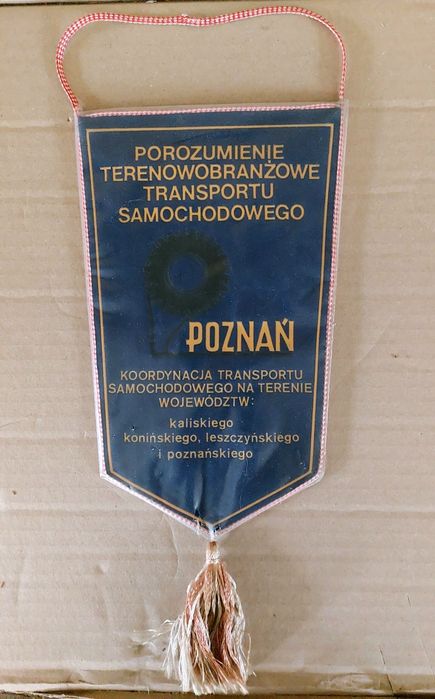 POROZUMIENIE
TERENOWOBRANŻOWE
TRANSPORTU
SAMOCHODOWEGO
POZNAŃ
KOORDYNACJA TRANSPORTU
SAMOCHODOWEGO NA TERENIE
WOJEWÓDZTW:
kaliskiego
konińskiego, leszczyńskiego
i poznańskiego